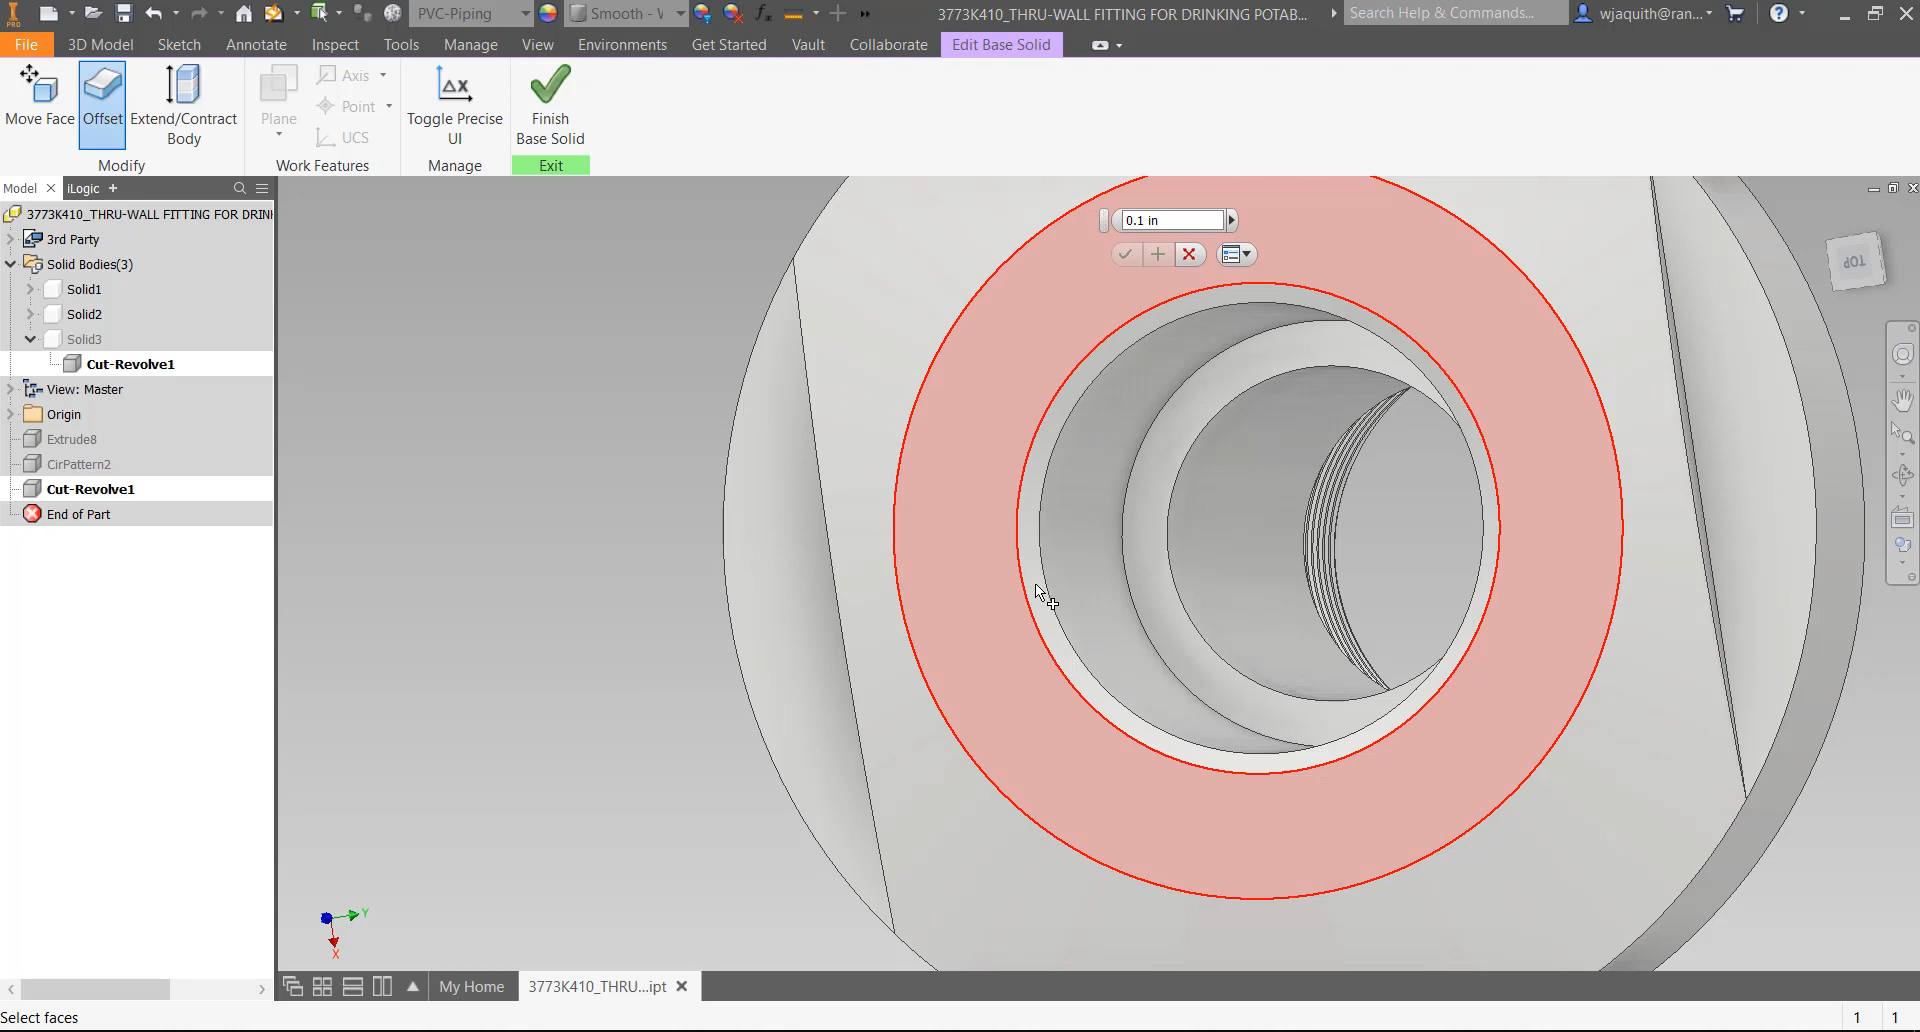 PRO
PVC-Piping
Smooth - V
3773K410_THRU-WALL FITTING FOR DRINKING POTAB...
Search Help & Commands...
wjaquith@ran...
File
3D Model
Sketch
Annotate
Inspect
Tools
Manage
View
Environments
Get Started
Vault
Collaborate
Edit Base Solid
Move Face
Offset
Extend/Contract
Body
Plane
Axis
Point
UCS
Toggle Precise
UI
Finish
Base Solid
Modify
Work Features
Manage
Exit
Model
iLogic
3773K410_THRU-WALL FITTING FOR DRIN
3rd Party
Solid Bodies(3)
Solid1
Solid2
Solid3
Cut-Revolve1
View: Master
Origin
Extrude8
CirPattern2
Cut-Revolve1
End of Part
0.1 in
TOP
Y
X
My Home
3773K410_THRU...ipt
Select faces
1
1